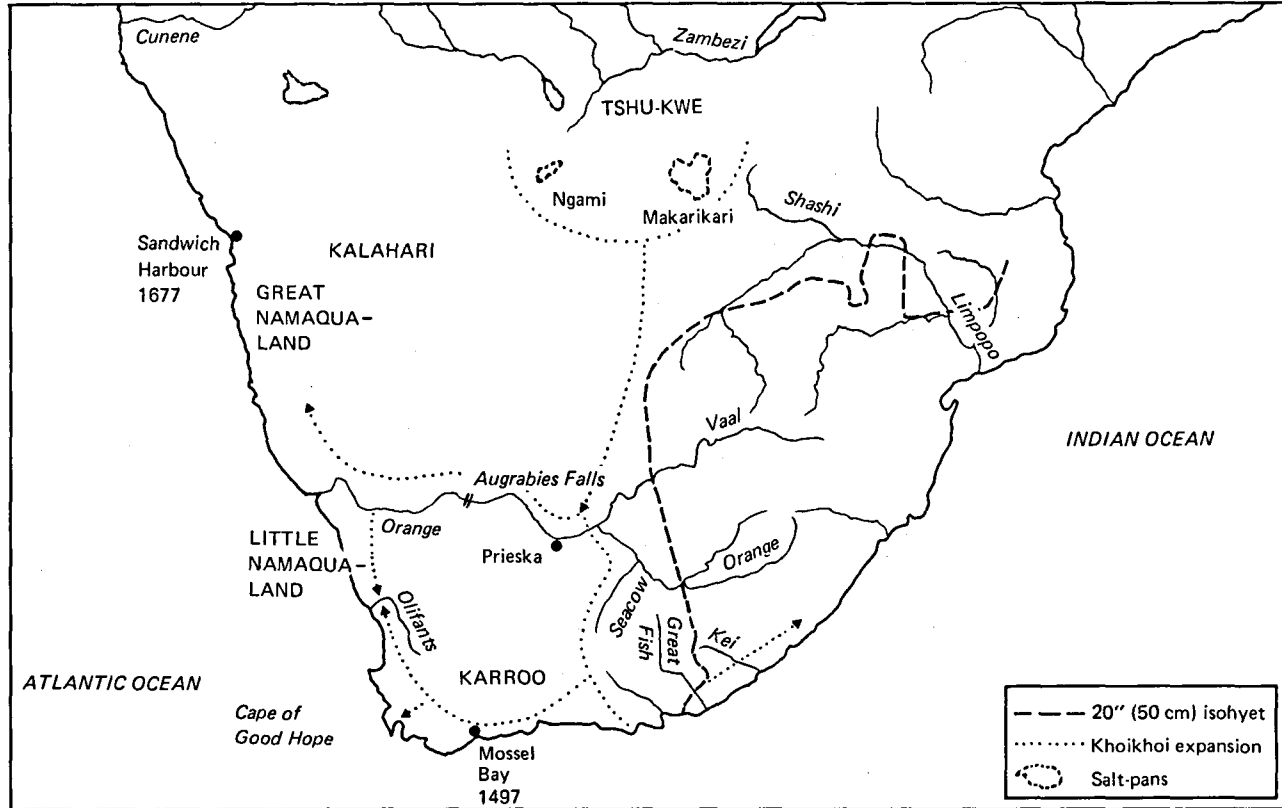 Cunene
Zambezi
TSHU-KWE
Ngami
Makarikari
Shashi
Sandwich
Harbour
1677
KALAHARI
GREAT
NAMAQUA–
LAND
Limpopo
Vaal
INDIAN OCEAN
Augrabies Falls
Orange
LITTLE
NAMAQUA–
LAND
Prieska
Orange
Olifants
Seacow
Great
Fish
Kei
KARROO
ATLANTIC OCEAN
Cape of
Good Hope
Mossel
Bay
1497
20" (50 cm) isohyet
Khoikhoi expansion
Salt-pans